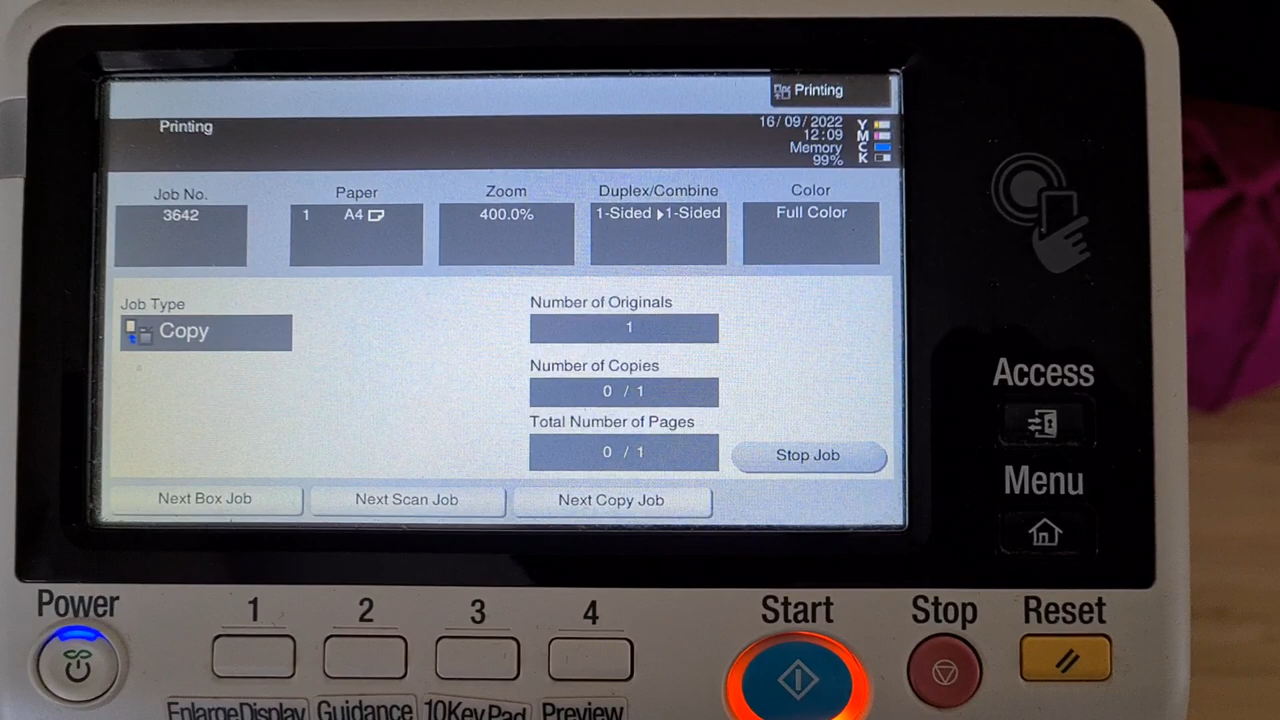 Printing
Printing
16/09/2022
12:09
Memory
99%
Y
M
C
K
Job No. Paper Zoom Duplex/Combine Color
3642 1 A4 400.0% 1-Sided ▶1-Sided Full Color
Job Type
Copy
Number of Originals
1
Number of Copies
0 / 1
Total Number of Pages
0 / 1
Stop Job
Next Box Job Next Scan Job Next Copy Job
Access
Menu
Power 1 2 3 4 Start Stop Reset
EnlargeDisplay Guidance 10KeyPad Preview